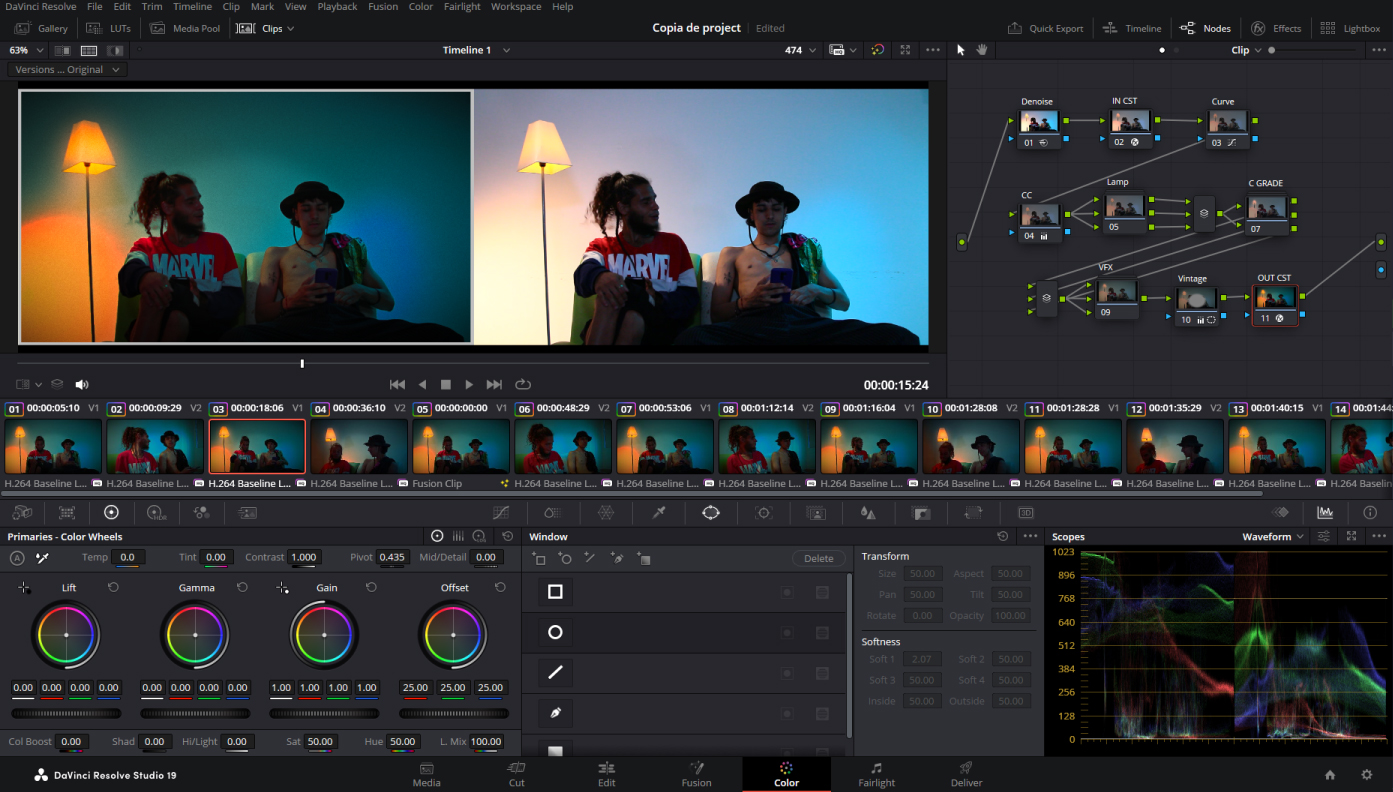 DaVinci Resolve File Edit Trim Timeline Clip Mark View Playback Fusion Color Fairlight Workspace Help
Gallery LUTs Media Pool Clips Copia de project Edited Quick Export Timeline Nodes Effects Lightbox
63% Timeline 1 474 Clip
Versions ... Original
MARVEL MARVEL
Denoise IN CST Curve
01 02 03
CC Lamp C GRADE
04 05 07
VFX Vintage OUT CST
09 10 11
00:00:15:24
01 00:00:05:10 V1 02 00:00:09:29 V2 03 00:00:18:06 V1 04 00:00:36:10 V2 05 00:00:00:00 V1 06 00:00:48:29 V2 07 00:00:53:06 V1 08 00:01:12:14 V2 09 00:01:16:04 V1 10 00:01:28:08 V2 11 00:01:28:28 V1 12 00:01:35:29 V2 13 00:01:40:15 V1 14 00:01:44:
H.264 Baseline L... H.264 Baseline L... H.264 Baseline L... H.264 Baseline L... Fusion Clip H.264 Baseline L... H.264 Baseline L... H.264 Baseline L... H.264 Baseline L... H.264 Baseline L... H.264 Baseline L... H.264 Baseline L... H.264 Baseline L... H.264 Baselin
HDR 3D
Primaries - Color Wheels Window Scopes Waveform
A Temp 0.0 Tint 0.00 Contrast 1.000 Pivot 0.435 Mid/Detail 0.00 Delete
Lift Gamma Gain Offset
0.00 0.00 0.00 0.00 0.00 0.00 0.00 0.00 1.00 1.00 1.00 1.00 25.00 25.00 25.00
Col Boost 0.00 Shad 0.00 Hi/Light 0.00 Sat 50.00 Hue 50.00 L. Mix 100.00
Transform
Size 50.00 Aspect 50.00
Pan 50.00 Tilt 50.00
Rotate 0.00 Opacity 100.00
Softness
Soft 1 2.07 Soft 2 50.00
Soft 3 50.00 Soft 4 50.00
Inside 50.00 Outside 50.00
1023
896
768
640
512
384
256
128
0
DaVinci Resolve Studio 19 Media Cut Edit Fusion Color Fairlight Deliver